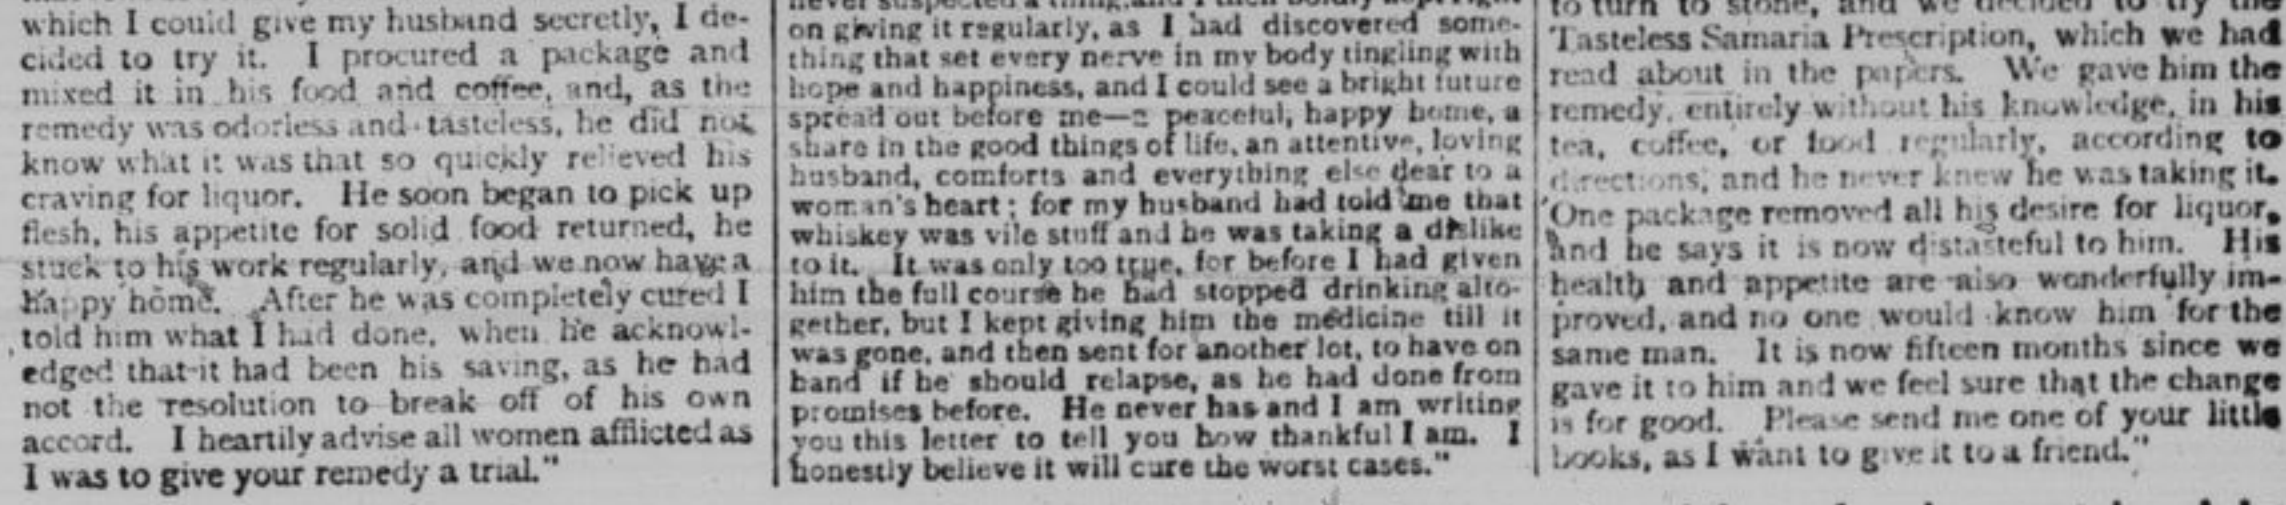 which I could give my husband secretly, I de-
cided to try it. I procured a package and
mixed it in his food and coffee, and, as the
remedy was odorless and tasteless, he did not
know what it was that so quickly relieved his
craving for liquor. He soon began to pick up
flesh, his appetite for solid food returned, he
stuck to his work regularly, and we now have a
happy home. After he was completely cured I
told him what I had done, when he acknowl-
edged that it had been his saving, as he had
not the resolution to break off of his own
accord. I heartily advise all women afflicted as
I was to give your remedy a trial."
never suspected a thing, and I then boldly kept right
on giving it regularly, as I had discovered some-
thing that set every nerve in my body tingling with
hope and happiness, and I could see a bright future
spread out before me—a peaceful, happy home, a
share in the good things of life, an attentive, loving
husband, comforts and everything else dear to a
woman's heart; for my husband had told me that
whiskey was vile stuff and he was taking a dislike
to it. It was only too true, for before I had given
him the full course he had stopped drinking alto-
gether, but I kept giving him the medicine till it
was gone, and then sent for another lot, to have on
hand if he should relapse, as he had done from
promises before. He never has and I am writing
you this letter to tell you how thankful I am. I
honestly believe it will cure the worst cases."
to turn to stone, and we decided to try the
Tasteless Samaria Prescription, which we had
read about in the papers. We gave him the
remedy, entirely without his knowledge, in his
tea, coffee, or food regularly, according to
directions, and he never knew he was taking it.
One package removed all his desire for liquor,
and he says it is now distasteful to him. His
health and appetite are also wonderfully im-
proved, and no one would know him for the
same man. It is now fifteen months since we
gave it to him and we feel sure that the change
is for good. Please send me one of your little
books, as I want to give it to a friend."